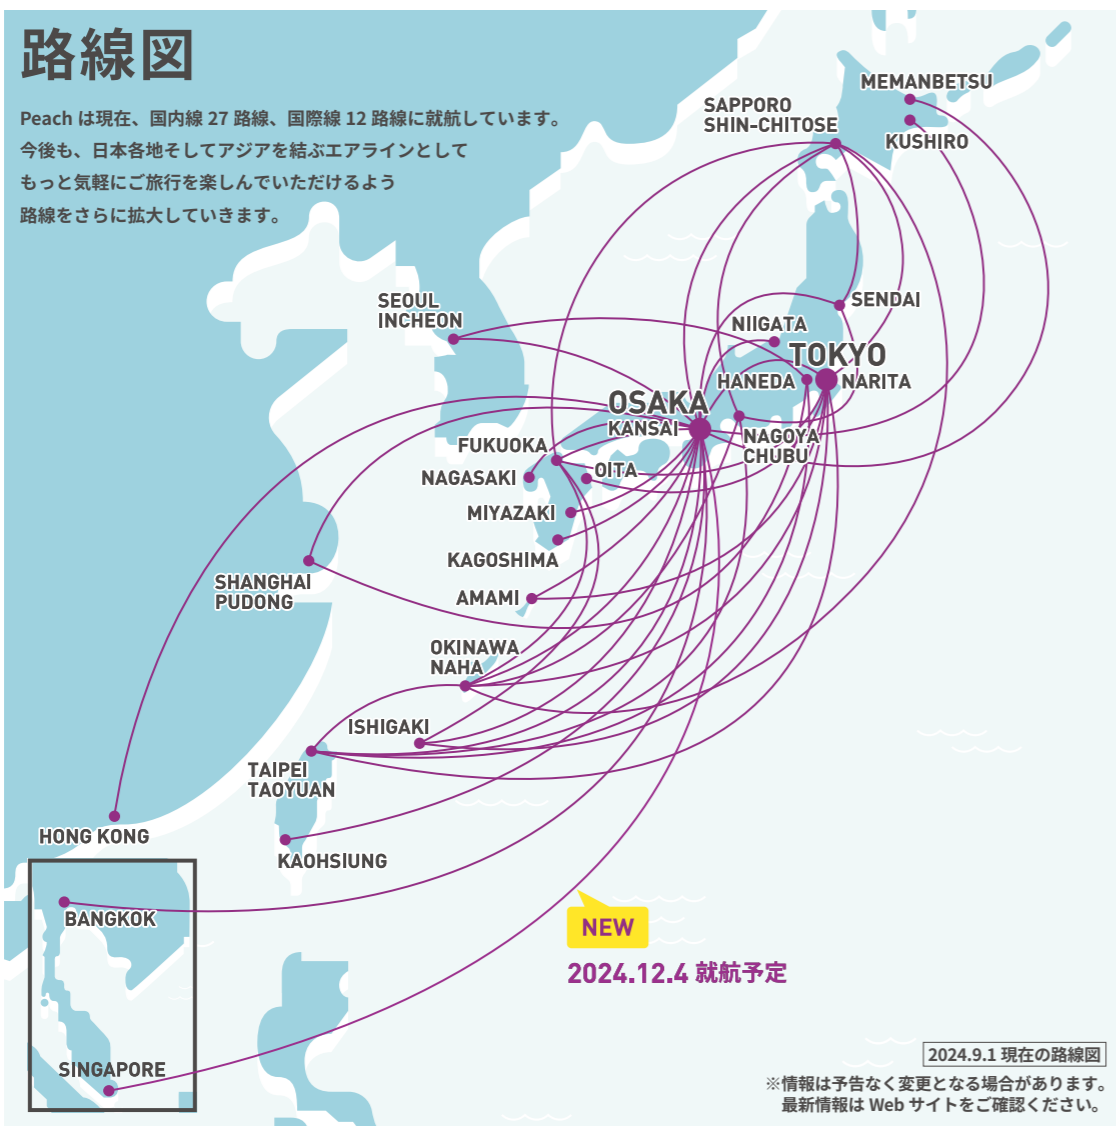 路線図
Peach は現在、国内線 27 路線、国際線 12 路線に就航しています。
今後も、日本各地そしてアジアを結ぶエアラインとして
もっと気軽にご旅行を楽しんでいただけるよう
路線をさらに拡大していきます。
MEMANBETSU
SAPPORO
SHIN-CHITOSE
KUSHIRO
SEOUL
INCHEON
SENDAI
NIIGATA
TOKYO
HANEDA
NARITA
OSAKA
KANSAI
NAGOYA
CHUBU
FUKUOKA
OITA
NAGASAKI
MIYAZAKI
KAGOSHIMA
SHANGHAI
PUDONG
AMAMI
OKINAWA
NAHA
ISHIGAKI
TAIPEI
TAOYUAN
HONG KONG
KAOHSIUNG
BANGKOK
NEW
2024.12.4 就航予定
SINGAPORE
2024.9.1 現在の路線図
※情報は予告なく変更となる場合があります。
最新情報は Web サイトをご確認ください。